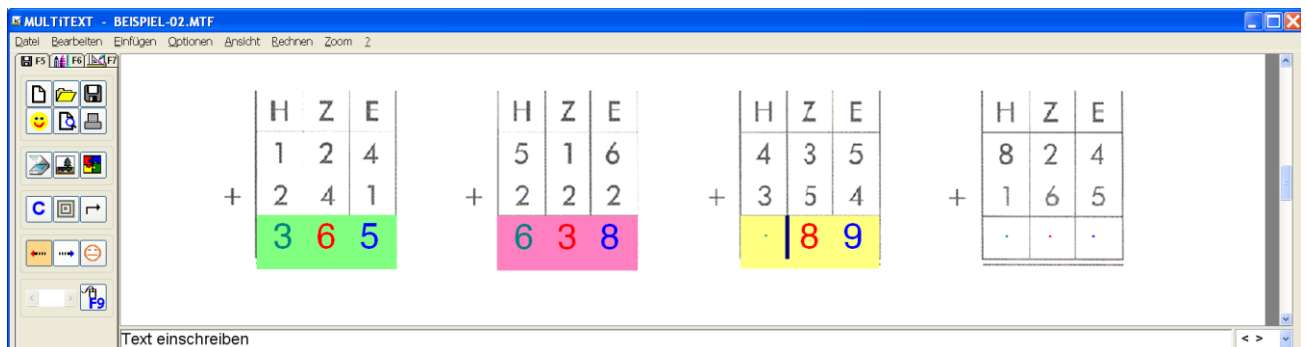 MULTiTEXT - BEISPIEL-02.MTF
Datei Bearbeiten Einfügen Optionen Ansicht Rechnen Zoom ?
F5 F6 F7
H Z E H Z E H Z E H Z E
1 2 4 5 1 6 4 3 5 8 2 4
+ 2 4 1 + 2 2 2 + 3 5 4 + 1 6 5
3 6 5 6 3 8 · 8 9 · · ·
C
F9
Text einschreiben < >